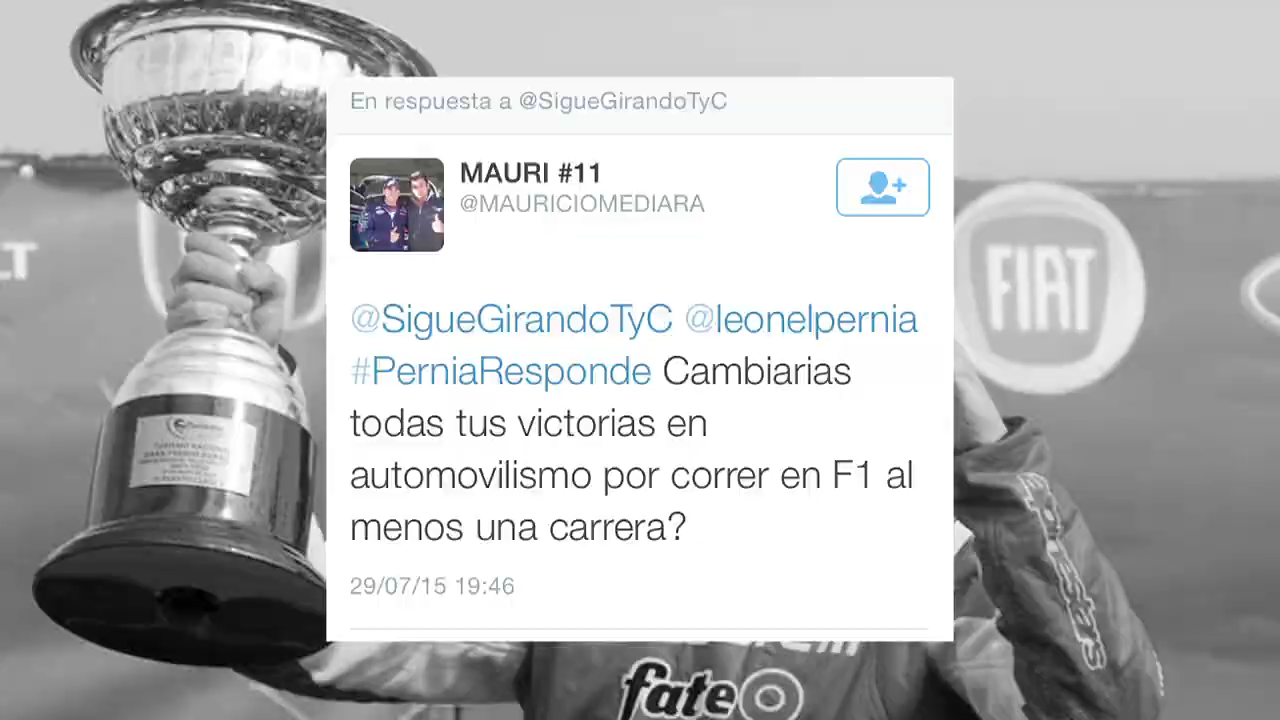 En respuesta a @SigueGirandoTyC
MAURI #11
@MAURICIOMEDIARA
@SigueGirandoTyC @leonelpernia
#PerniaResponde Cambiarias
todas tus victorias en
automovilismo por correr en F1 al
menos una carrera?
29/07/15 19:46
FIAT
fate